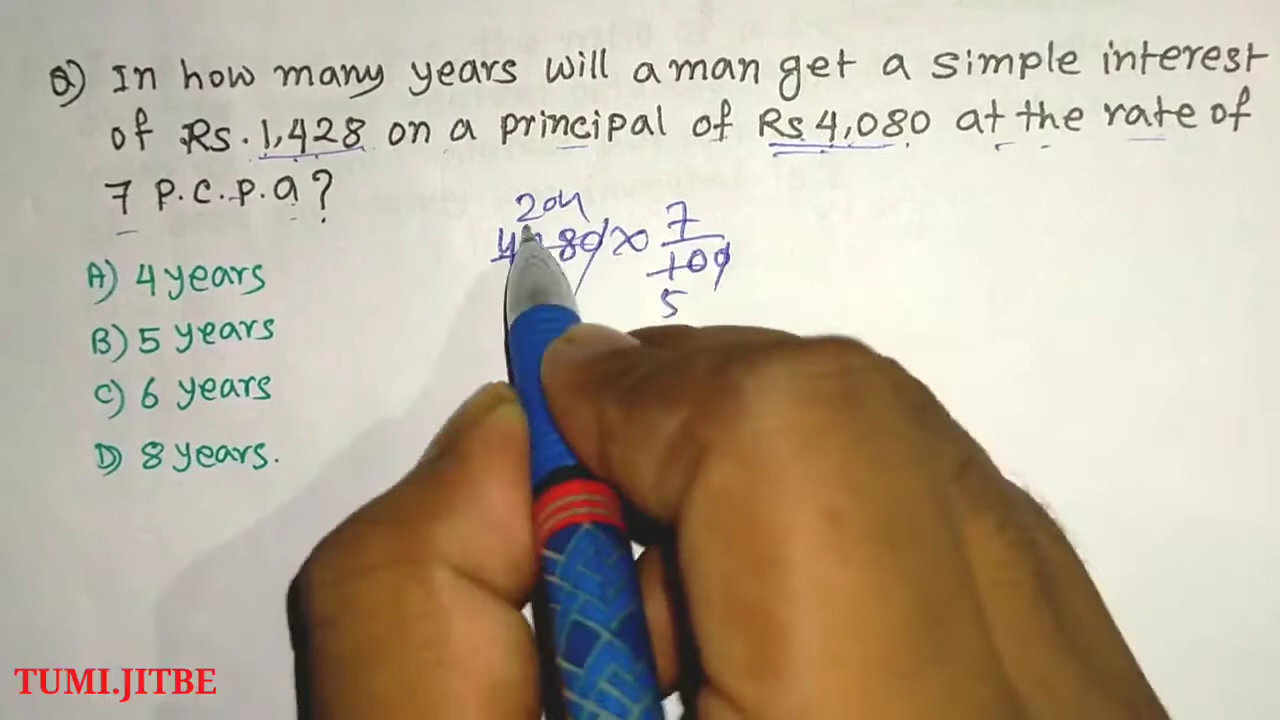 Q) In how many years will a man get a simple interest
of Rs. 1,428 on a principal of Rs 4,080 at the rate of
7 P.C.P.a?
204
80 × 7
100
5
A) 4 years
B) 5 years
C) 6 years
D) 8 years.
TUMI.JITBE